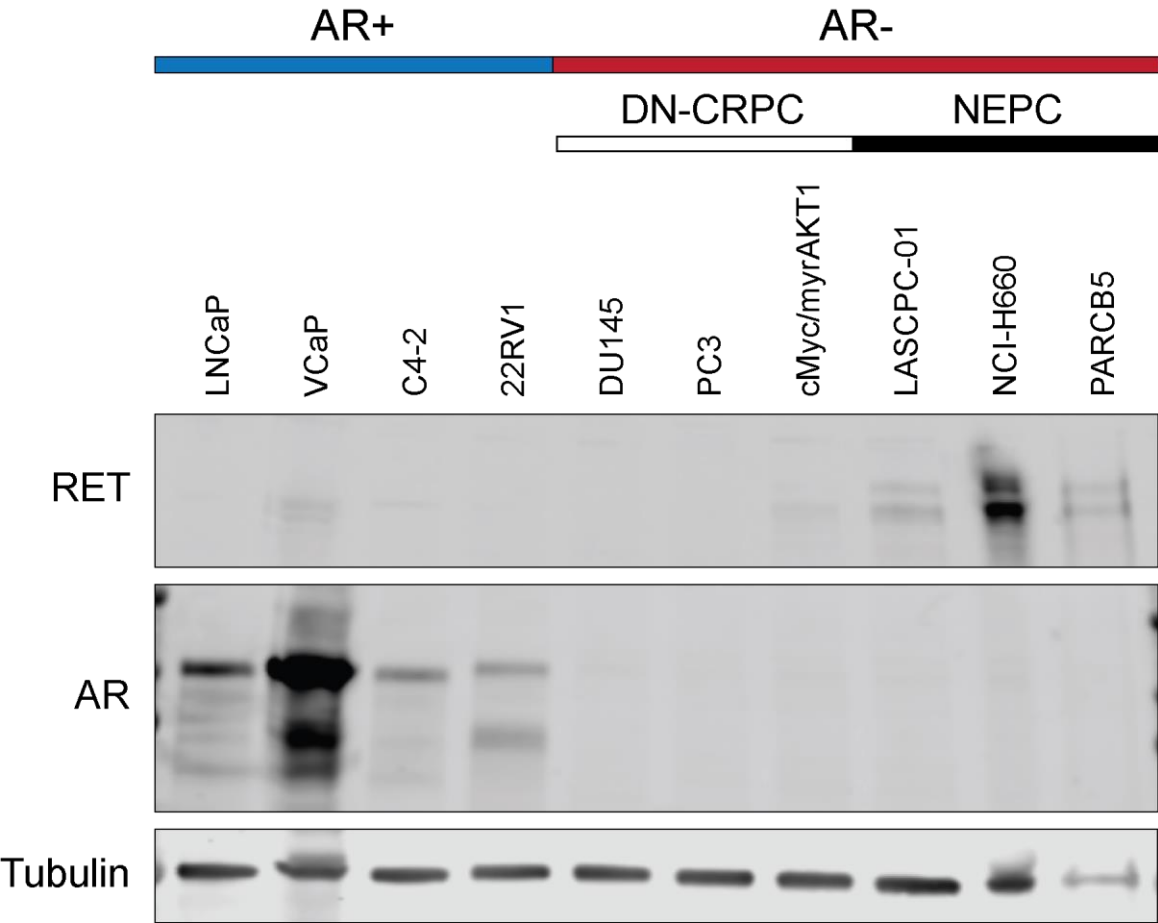 AR+ AR-
DN-CRPC NEPC
LNCaP VCaP C4-2 22RV1 DU145 PC3 cMyc/myrAKT1 LASCPC-01 NCI-H660 PARCB5
RET
AR
Tubulin